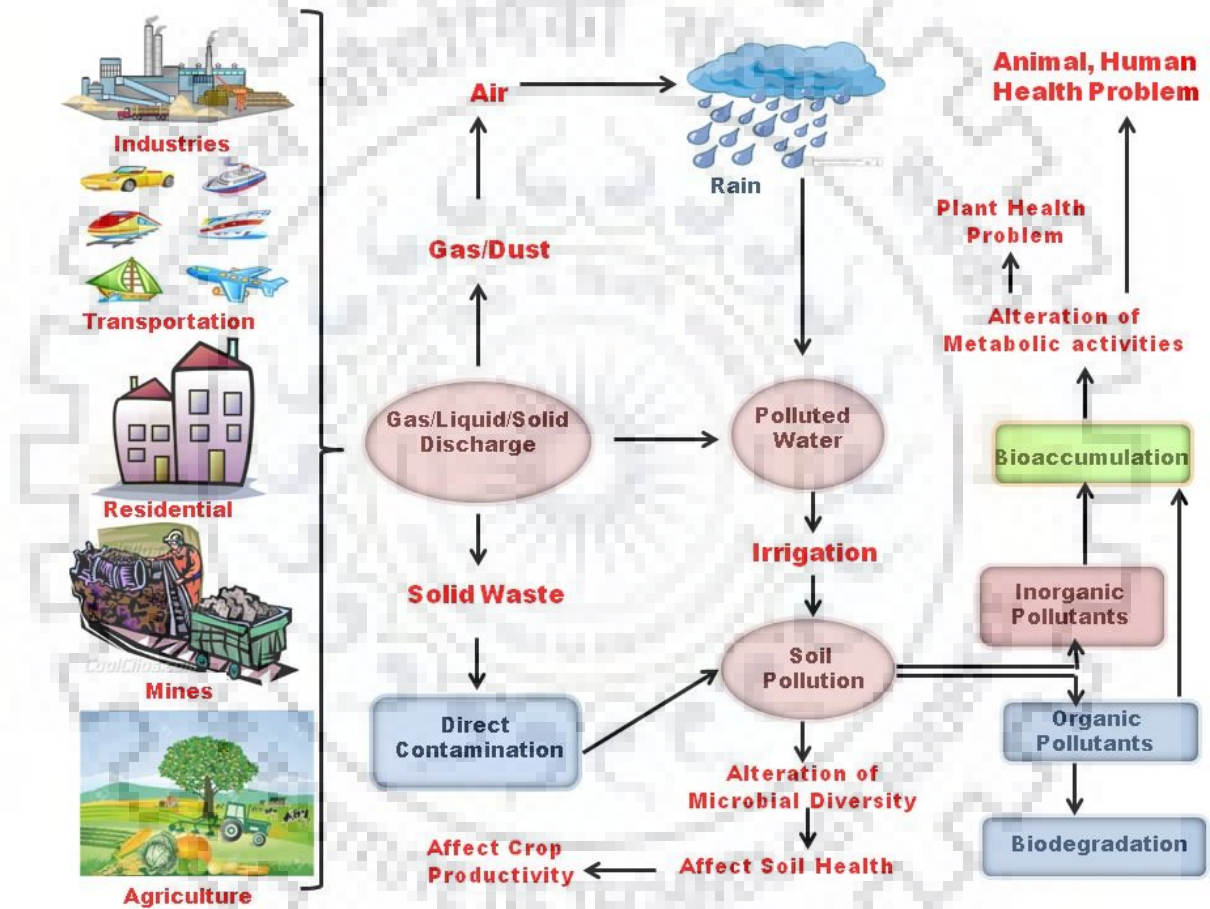 Industries
Transportation
Residential
CoolClips.com
Mines
Agriculture
Air
Gas/Dust
Gas/Liquid/Solid
Discharge
Solid Waste
Direct
Contamination
Rain
Polluted
Water
Irrigation
Soil
Pollution
Alteration of
Microbial Diversity
Affect Soil Health
Affect Crop
Productivity
Animal, Human
Health Problem
Plant Health
Problem
Alteration of
Metabolic activities
Bioaccumulation
Inorganic
Pollutants
Organic
Pollutants
Biodegradation